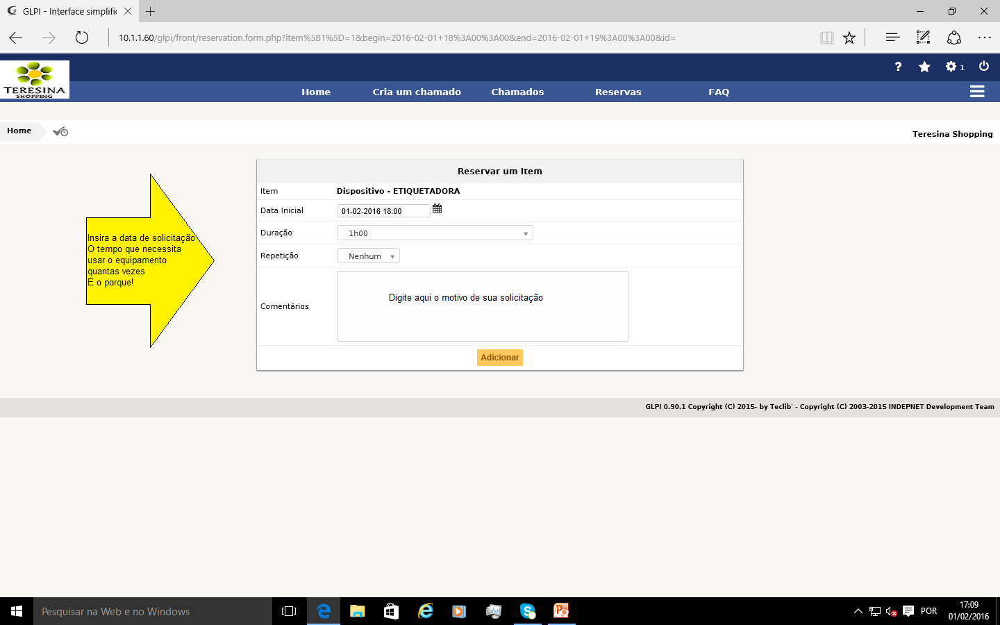 GLPI - Interface simplific
10.1.1.60/glpi/front/reservation.form.php?item%5B1%5D=1&begin=2016-02-01+18%3A00%3A00&end=2016-02-01+19%3A00%3A00&id=
TERESINA
SHOPPING
? 1
Home Cria um chamado Chamados Reservas FAQ
Home
Teresina Shopping
Insira a data de solicitação
O tempo que necessita
usar o equipamento
quantas vezes
E o porque!
Reservar um Item
Item Dispositivo - ETIQUETADORA
Data Inicial 01-02-2016 18:00
Duração 1h00
Repetição Nenhum
Comentários Digite aqui o motivo de sua solicitação
Adicionar
GLPI 0.90.1 Copyright (C) 2015- by Teclib' - Copyright (C) 2003-2015 INDEPNET Development Team
Pesquisar na Web e no Windows
POR
17:09
01/02/2016